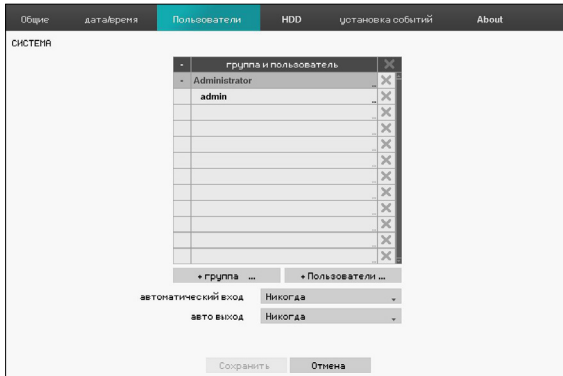 Общие дата/время Пользователи HDD установка событий About
СИСТЕМА
- группа и пользователь
- Administrator ...
admin ...
+ группа ... + Пользователи ...
автоматический вход Никогда
авто выход Никогда
Сохранить Отмена